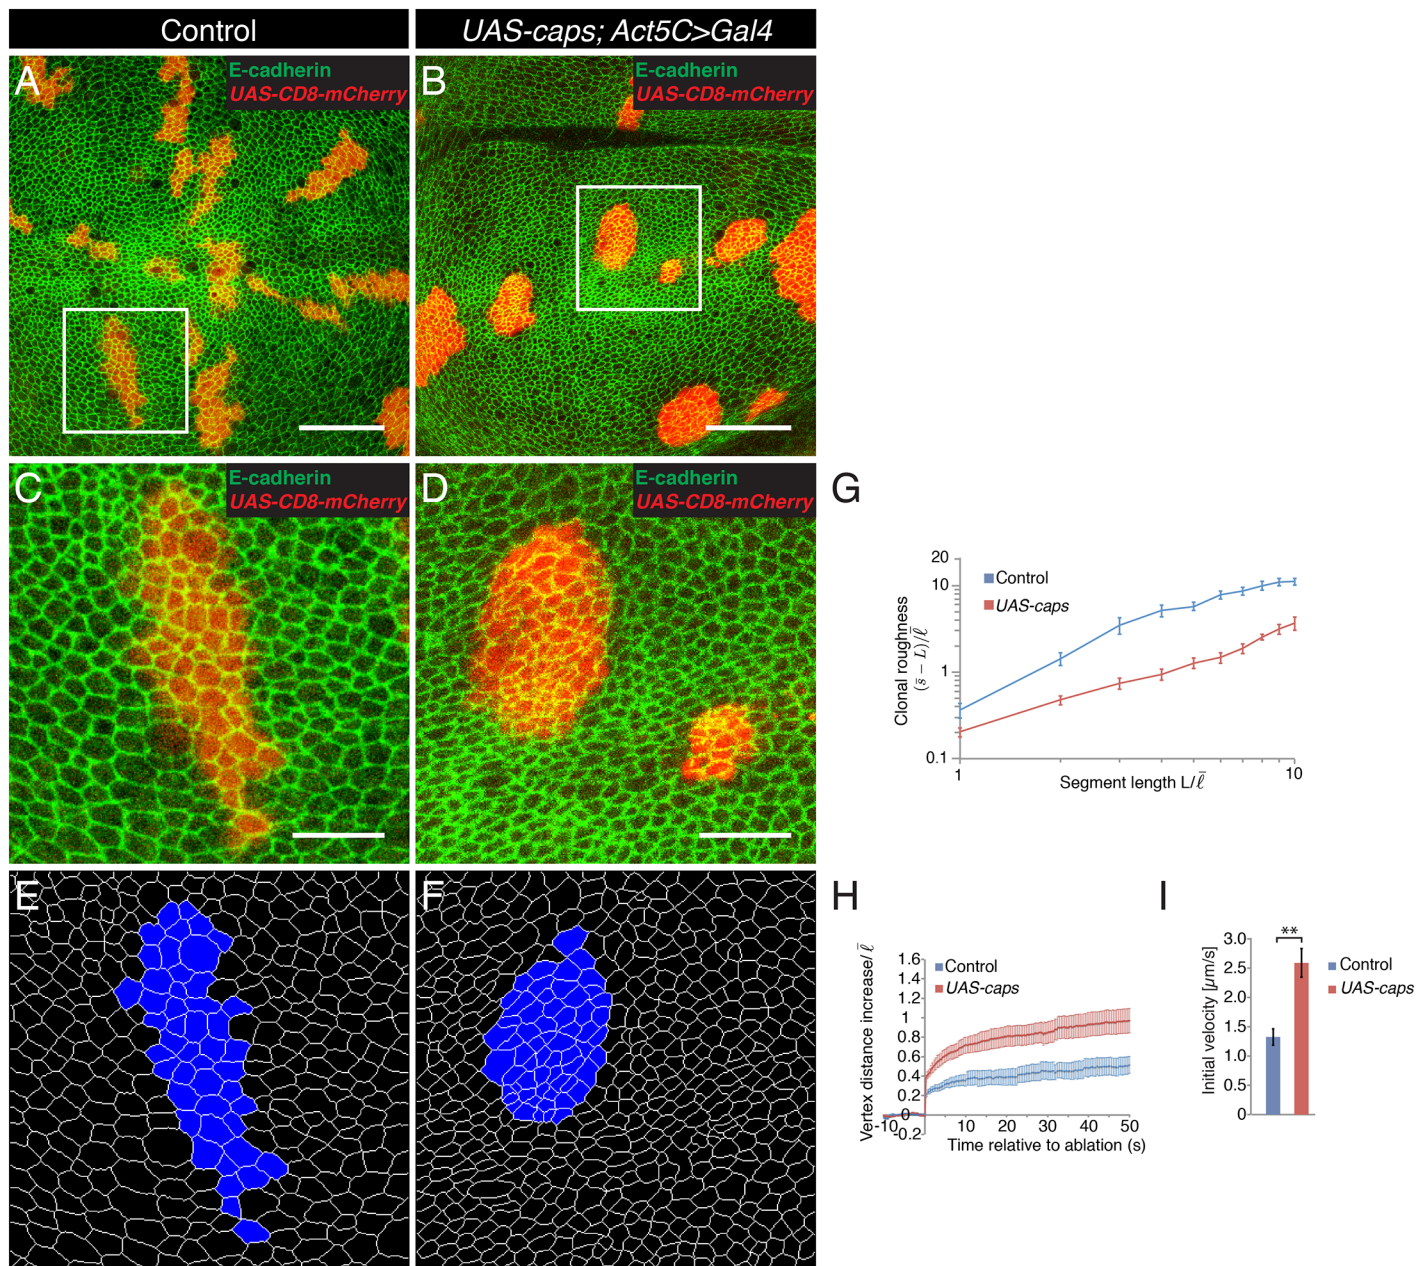 Control
UAS-caps; Act5C>Gal4
A
E-cadherin
UAS-CD8-mCherry
B
E-cadherin
UAS-CD8-mCherry
C
E-cadherin
UAS-CD8-mCherry
D
E-cadherin
UAS-CD8-mCherry
G
20
10
1
0.1
Clonal roughness
(s̄ − L)/ℓ̄
Control
UAS-caps
1
10
Segment length L/ℓ̄
E
F
H
Vertex distance increase/ℓ̄
1.6
1.4
1.2
1
0.8
0.6
0.4
0.2
0
-0.2
Control
UAS-caps
-10
10
20
30
40
50
Time relative to ablation (s)
I
Initial velocity [µm/s]
3.0
2.5
2.0
1.5
1.0
0.5
0
**
Control
UAS-caps